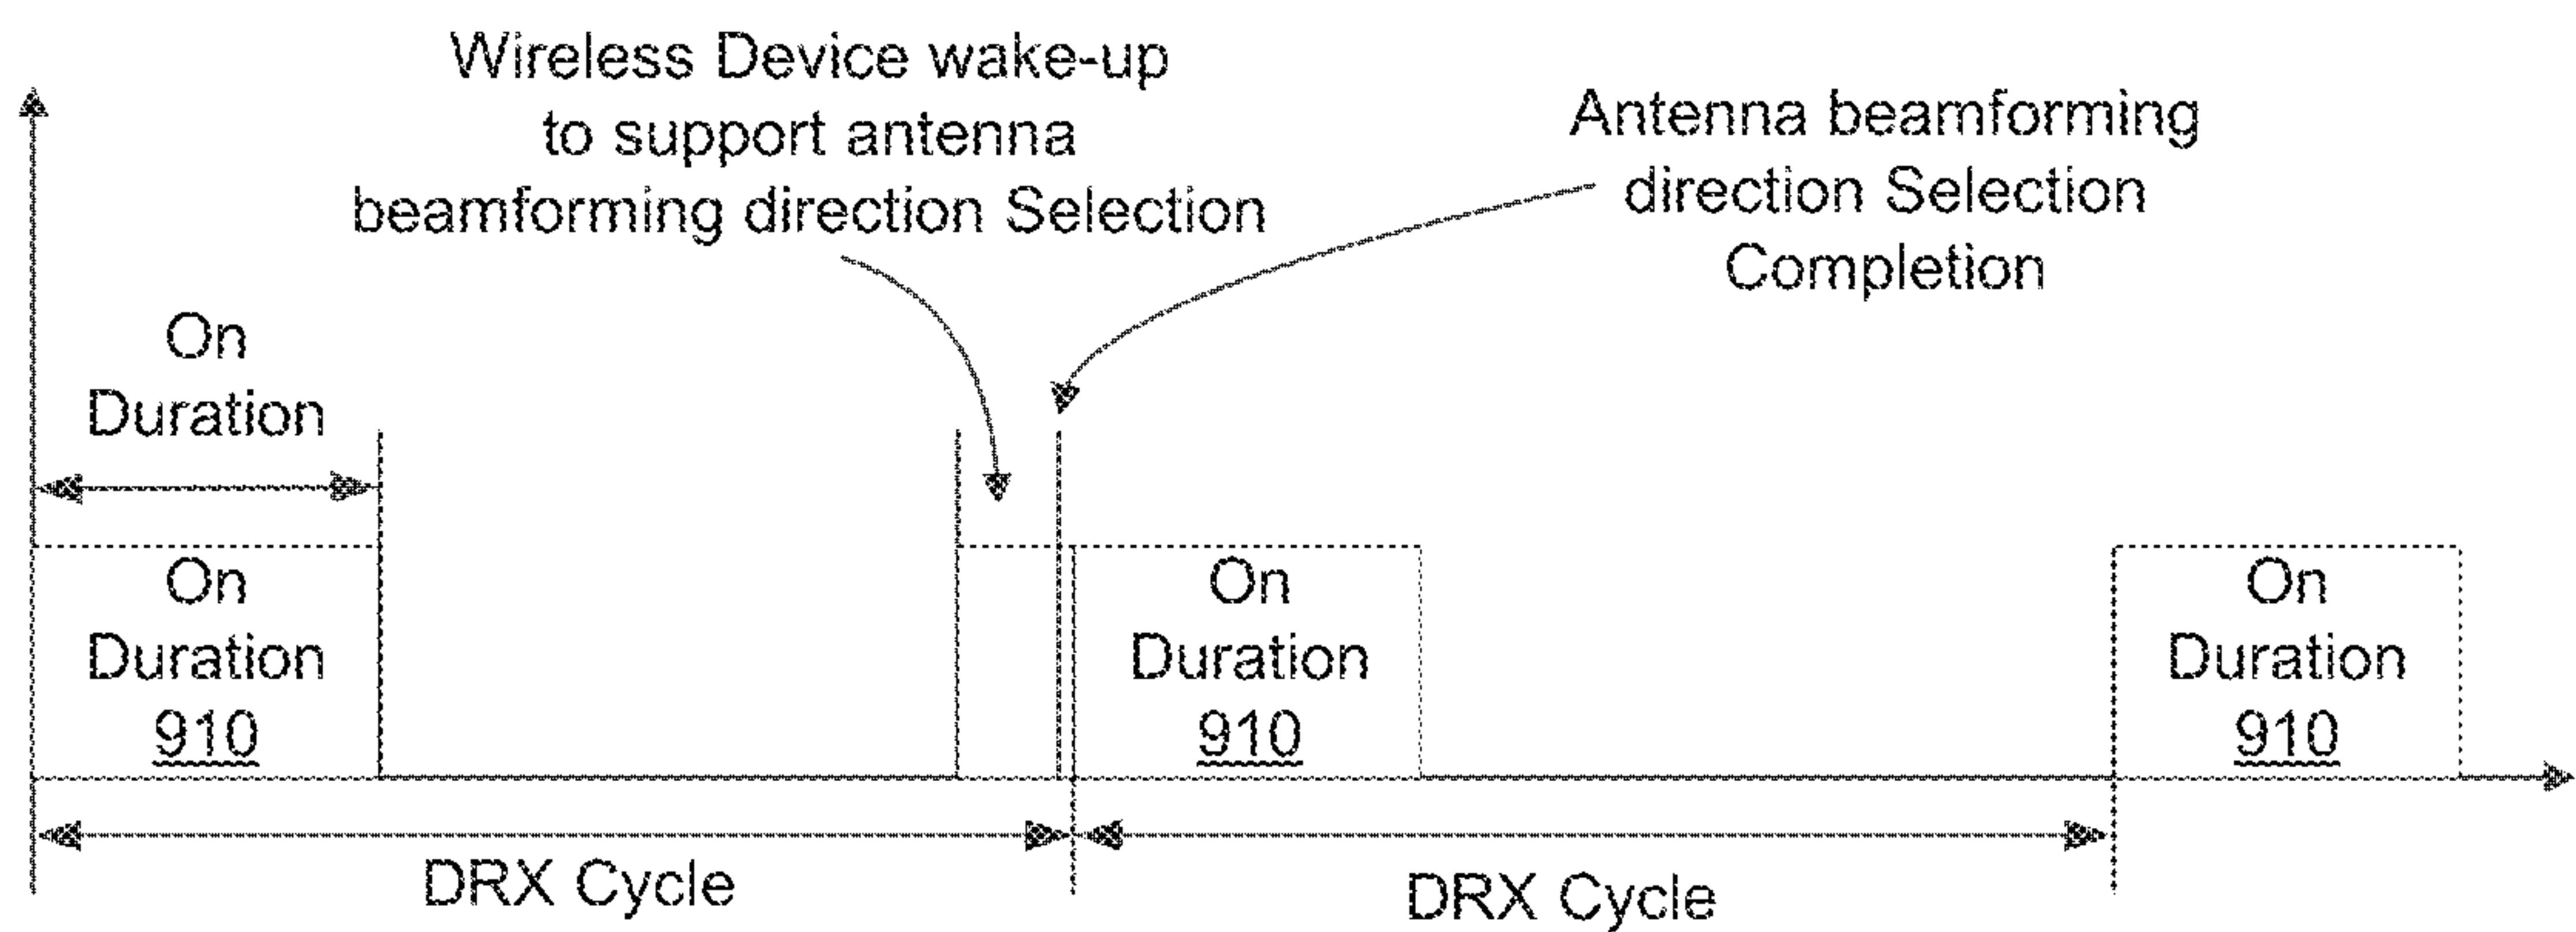 Wireless Device wake-up
to support antenna
beamforming direction Selection
Antenna beamforming
direction Selection
Completion
On
Duration
On
Duration
910
On
Duration
910
On
Duration
910
DRX Cycle
DRX Cycle